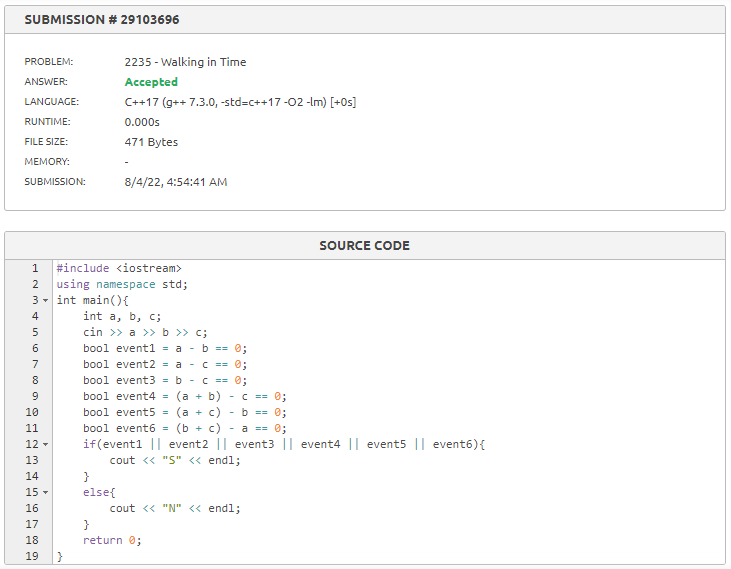 SUBMISSION # 29103696
PROBLEM: 2235 - Walking in Time
ANSWER: Accepted
LANGUAGE: C++17 (g++ 7.3.0, -std=c++17 -O2 -lm) [+0s]
RUNTIME: 0.000s
FILE SIZE: 471 Bytes
MEMORY: -
SUBMISSION: 8/4/22, 4:54:41 AM
SOURCE CODE
1 #include <iostream>
2 using namespace std;
3 int main(){
4     int a, b, c;
5     cin >> a >> b >> c;
6     bool event1 = a - b == 0;
7     bool event2 = a - c == 0;
8     bool event3 = b - c == 0;
9     bool event4 = (a + b) - c == 0;
10     bool event5 = (a + c) - b == 0;
11     bool event6 = (b + c) - a == 0;
12     if(event1 || event2 || event3 || event4 || event5 || event6){
13         cout << "S" << endl;
14     }
15     else{
16         cout << "N" << endl;
17     }
18     return 0;
19 }